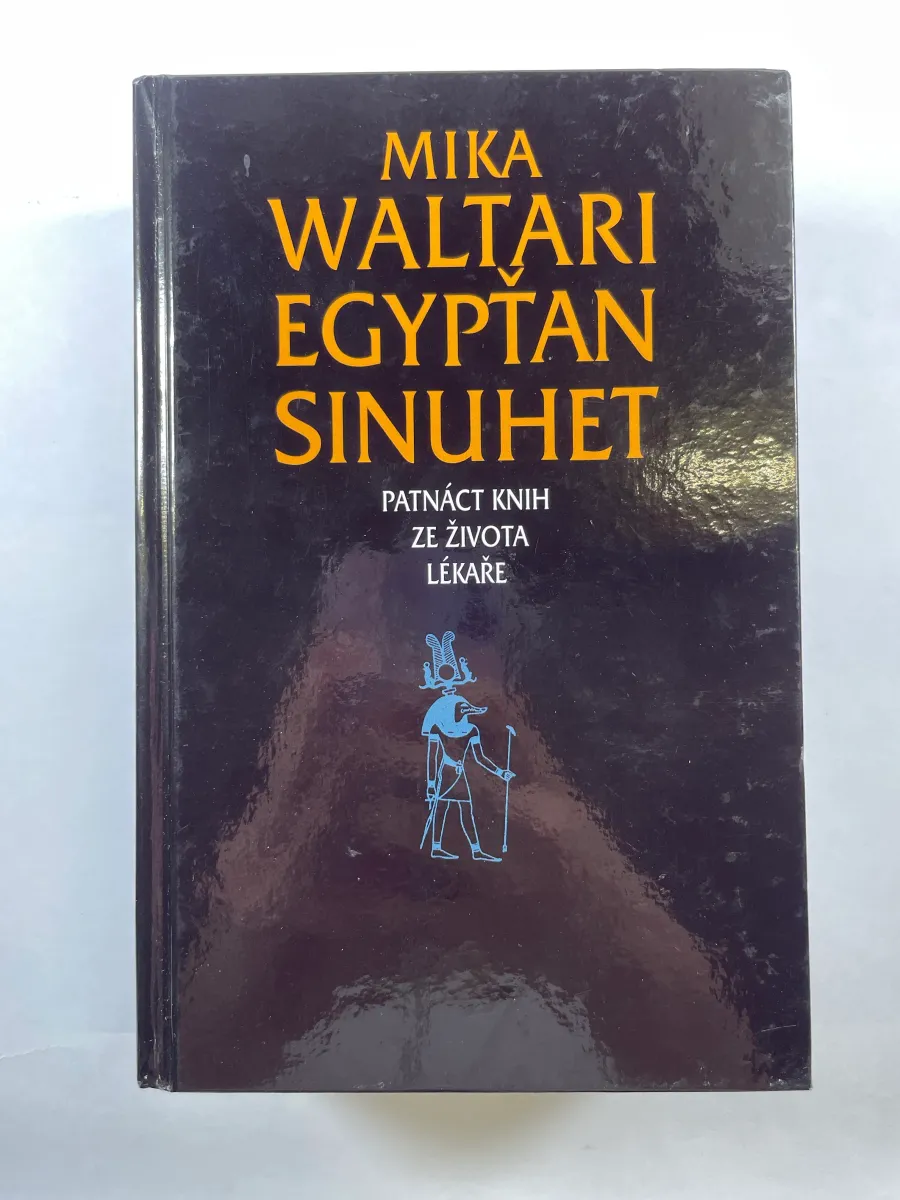 MIKA
WALTARI
EGYPŤAN
SINUHET
PATNÁCT KNIH
ZE ŽIVOTA
LÉKAŘE